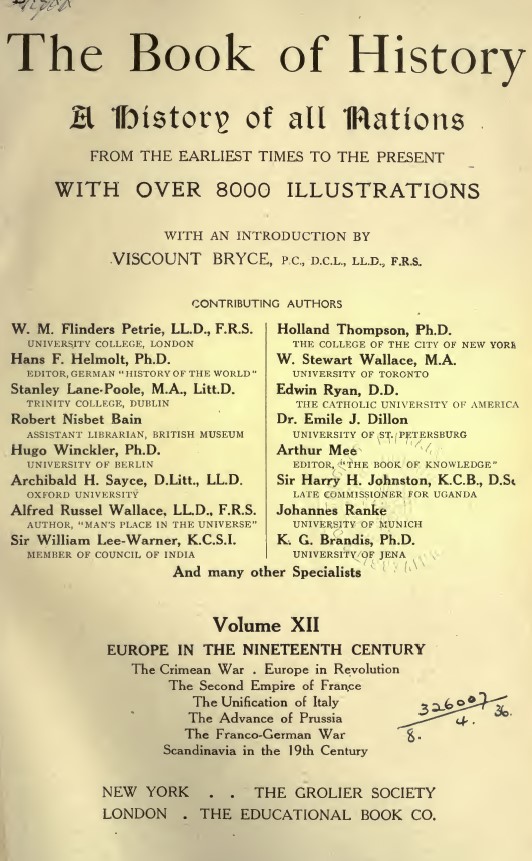 The Book of History
A History of all Nations
FROM THE EARLIEST TIMES TO THE PRESENT
WITH OVER 8000 ILLUSTRATIONS
WITH AN INTRODUCTION BY
VISCOUNT BRYCE, P.C., D.C.L., LL.D., F.R.S.
CONTRIBUTING AUTHORS
W. M. Flinders Petrie, LL.D., F.R.S.
UNIVERSITY COLLEGE, LONDON
Hans F. Helmolt, Ph.D.
EDITOR, GERMAN "HISTORY OF THE WORLD"
Stanley Lane-Poole, M.A., Litt.D.
TRINITY COLLEGE, DUBLIN
Robert Nisbet Bain
ASSISTANT LIBRARIAN, BRITISH MUSEUM
Hugo Winckler, Ph.D.
UNIVERSITY OF BERLIN
Archibald H. Sayce, D.Litt., LL.D.
OXFORD UNIVERSITY
Alfred Russel Wallace, LL.D., F.R.S.
AUTHOR, "MAN'S PLACE IN THE UNIVERSE"
Sir William Lee-Warner, K.C.S.I.
MEMBER OF COUNCIL OF INDIA
Holland Thompson, Ph.D.
THE COLLEGE OF THE CITY OF NEW YORK
W. Stewart Wallace, M.A.
UNIVERSITY OF TORONTO
Edwin Ryan, D.D.
THE CATHOLIC UNIVERSITY OF AMERICA
Dr. Emile J. Dillon
UNIVERSITY OF ST. PETERSBURG
Arthur Mee
EDITOR, "THE BOOK OF KNOWLEDGE"
Sir Harry H. Johnston, K.C.B., D.Sc
LATE COMMISSIONER FOR UGANDA
Johannes Ranke
UNIVERSITY OF MUNICH
K. G. Brandis, Ph.D.
UNIVERSITY OF JENA
And many other Specialists
Volume XII
EUROPE IN THE NINETEENTH CENTURY
The Crimean War . Europe in Revolution
The Second Empire of France
The Unification of Italy
The Advance of Prussia
The Franco-German War
Scandinavia in the 19th Century
326007
8. 4. 36.
NEW YORK . . THE GROLIER SOCIETY
LONDON . THE EDUCATIONAL BOOK CO.